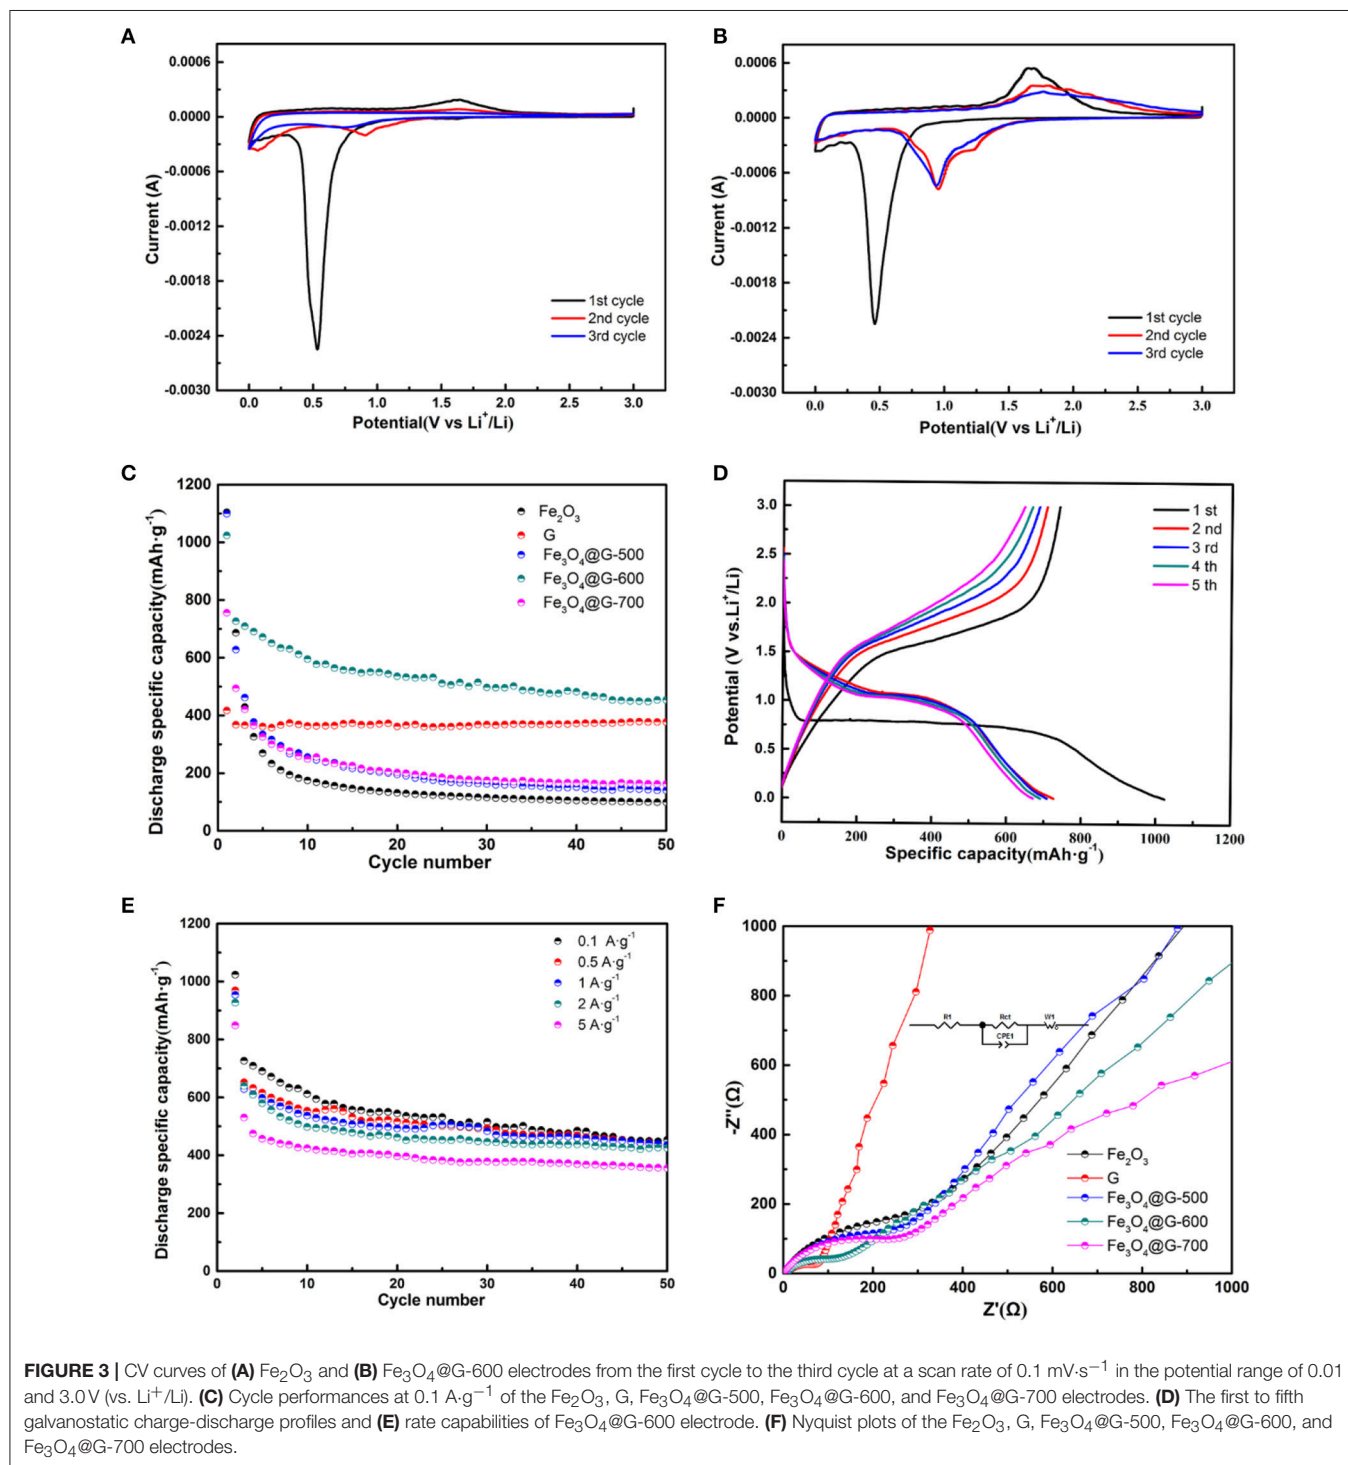 A
0.0006
0.0000
-0.0006
-0.0012
-0.0018
-0.0024
-0.0030
Current (A)
1st cycle
2nd cycle
3rd cycle
0.0 0.5 1.0 1.5 2.0 2.5 3.0
Potential(V vs Li⁺/Li)
B
0.0006
0.0000
-0.0006
-0.0012
-0.0018
-0.0024
-0.0030
Current (A)
1st cycle
2nd cycle
3rd cycle
0.0 0.5 1.0 1.5 2.0 2.5 3.0
Potential(V vs Li⁺/Li)
C
1200
1000
800
600
400
200
0
Discharge specific capacity(mAh·g⁻¹)
Fe₂O₃
G
Fe₃O₄@G-500
Fe₃O₄@G-600
Fe₃O₄@G-700
0 10 20 30 40 50
Cycle number
D
3.0
2.5
2.0
1.5
1.0
0.5
0.0
Potential (V vs.Li⁺/Li)
1 st
2 nd
3 rd
4 th
5 th
0 200 400 600 800 1000 1200
Specific capacity(mAh·g⁻¹)
E
1200
1000
800
600
400
200
0
Discharge specific capacity(mAh·g⁻¹)
0.1 A·g⁻¹
0.5 A·g⁻¹
1 A·g⁻¹
2 A·g⁻¹
5 A·g⁻¹
0 10 20 30 40 50
Cycle number
F
1000
800
600
400
200
0
-Z''(Ω)
R1 Rct W1
CPE1
Fe₂O₃
G
Fe₃O₄@G-500
Fe₃O₄@G-600
Fe₃O₄@G-700
0 200 400 600 800 1000
Z'(Ω)
FIGURE 3 | CV curves of (A) Fe₂O₃ and (B) Fe₃O₄@G-600 electrodes from the first cycle to the third cycle at a scan rate of 0.1 mV·s⁻¹ in the potential range of 0.01
and 3.0 V (vs. Li⁺/Li). (C) Cycle performances at 0.1 A·g⁻¹ of the Fe₂O₃, G, Fe₃O₄@G-500, Fe₃O₄@G-600, and Fe₃O₄@G-700 electrodes. (D) The first to fifth
galvanostatic charge-discharge profiles and (E) rate capabilities of Fe₃O₄@G-600 electrode. (F) Nyquist plots of the Fe₂O₃, G, Fe₃O₄@G-500, Fe₃O₄@G-600, and
Fe₃O₄@G-700 electrodes.